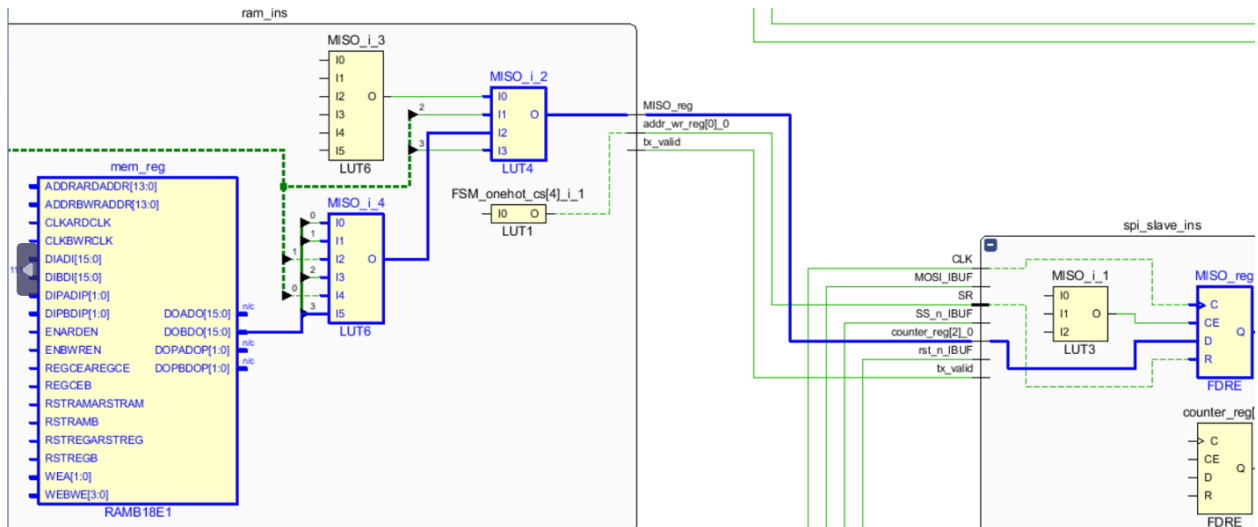 ram_ins
MISO_i_3
I0
I1
I2
O
I3
I4
I5
LUT6
MISO_i_2
I0
I1
O
I2
I3
LUT4
2
3
MISO_reg
addr_wr_reg[0]_0
tx_valid
FSM_onehot_cs[4]_i_1
I0
O
LUT1
mem_reg
ADDRARDADDR[13:0]
ADDRBWRADDR[13:0]
CLKARDCLK
CLKBWRCLK
DIADI[15:0]
DIBDI[15:0]
DIPADIP[1:0]
DIPBDIP[1:0]
ENARDEN
ENBWREN
REGCEAREGCE
REGCEB
RSTRAMARSTRAM
RSTRAMB
RSTREGARSTREG
RSTREGB
WEA[1:0]
WEBWE[3:0]
DOADO[15:0]
DOBDO[15:0]
DOPADOP[1:0]
DOPBDOP[1:0]
n/c
n/c
n/c
RAMB18E1
MISO_i_4
0
1
1
2
0
3
I0
I1
I2
O
I3
I4
I5
LUT6
spi_slave_ins
CLK
MOSI_IBUF
SR
SS_n_IBUF
counter_reg[2]_0
rst_n_IBUF
tx_valid
MISO_i_1
I0
I1
O
I2
LUT3
MISO_reg
C
CE
Q
D
R
FDRE
counter_reg[
C
CE
Q
D
R
FDRE